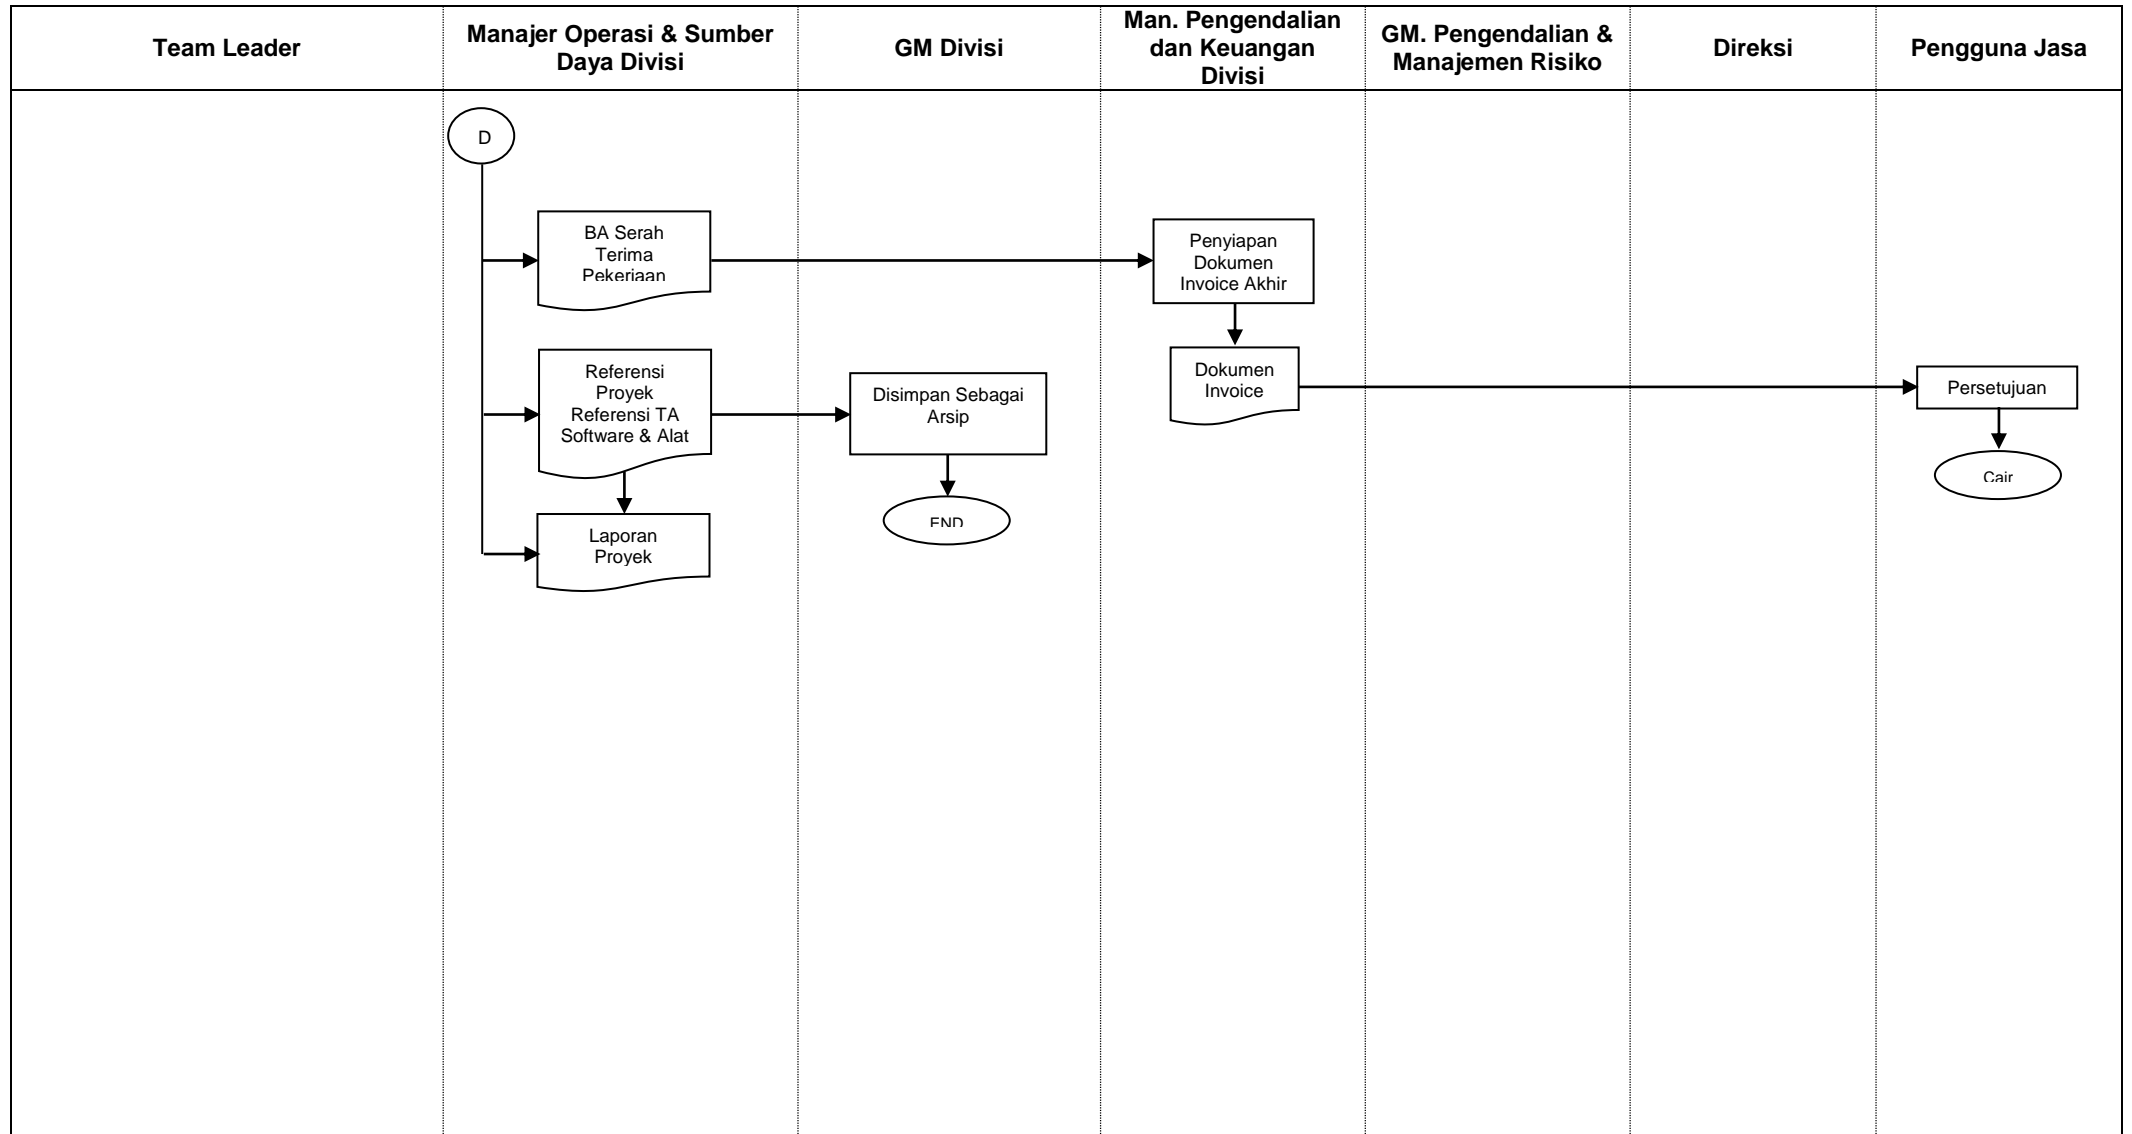 Team Leader
Manajer Operasi & Sumber
Daya Divisi
GM Divisi
Man. Pengendalian
dan Keuangan
Divisi
GM. Pengendalian &
Manajemen Risiko
Direksi
Pengguna Jasa
D
BA Serah
Terima
Pekerjaan
Penyiapan
Dokumen
Invoice Akhir
Referensi
Proyek
Referensi TA
Software & Alat
Disimpan Sebagai
Arsip
Dokumen
Invoice
Persetujuan
Cair
END
Laporan
Proyek